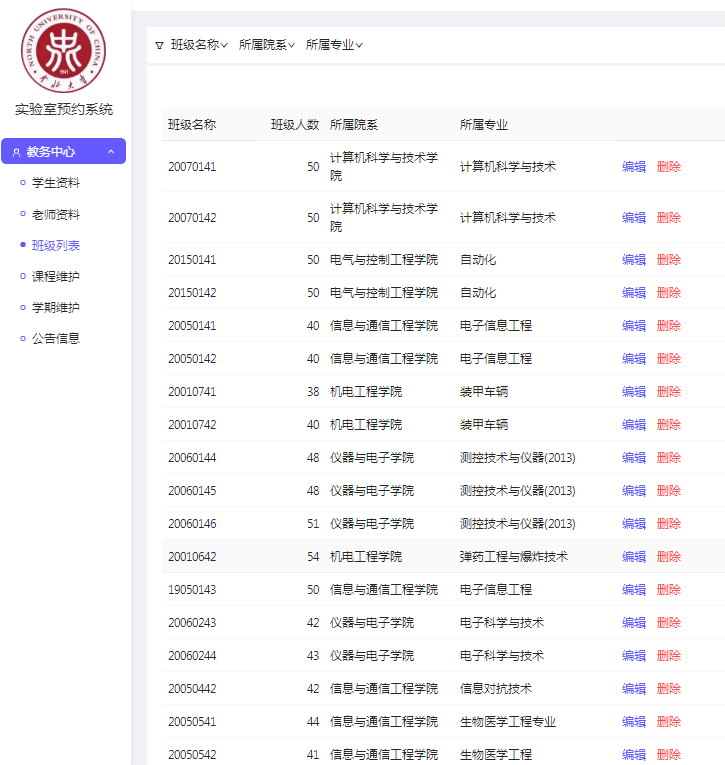 NORTH UNIVERSITY OF CHINA
1941
中北大学
实验室预约系统
教务中心
学生资料
老师资料
班级列表
课程维护
学期维护
公告信息
班级名称 所属院系 所属专业
班级名称 班级人数 所属院系 所属专业
20070141 50 计算机科学与技术学院 计算机科学与技术 编辑 删除
20070142 50 计算机科学与技术学院 计算机科学与技术 编辑 删除
20150141 50 电气与控制工程学院 自动化 编辑 删除
20150142 50 电气与控制工程学院 自动化 编辑 删除
20050141 40 信息与通信工程学院 电子信息工程 编辑 删除
20050142 40 信息与通信工程学院 电子信息工程 编辑 删除
20010741 38 机电工程学院 装甲车辆 编辑 删除
20010742 40 机电工程学院 装甲车辆 编辑 删除
20060144 48 仪器与电子学院 测控技术与仪器(2013) 编辑 删除
20060145 48 仪器与电子学院 测控技术与仪器(2013) 编辑 删除
20060146 51 仪器与电子学院 测控技术与仪器(2013) 编辑 删除
20010642 54 机电工程学院 弹药工程与爆炸技术 编辑 删除
19050143 50 信息与通信工程学院 电子信息工程 编辑 删除
20060243 42 仪器与电子学院 电子科学与技术 编辑 删除
20060244 43 仪器与电子学院 电子科学与技术 编辑 删除
20050442 42 信息与通信工程学院 信息对抗技术 编辑 删除
20050541 44 信息与通信工程学院 生物医学工程专业 编辑 删除
20050542 41 信息与通信工程学院 生物医学工程 编辑 删除